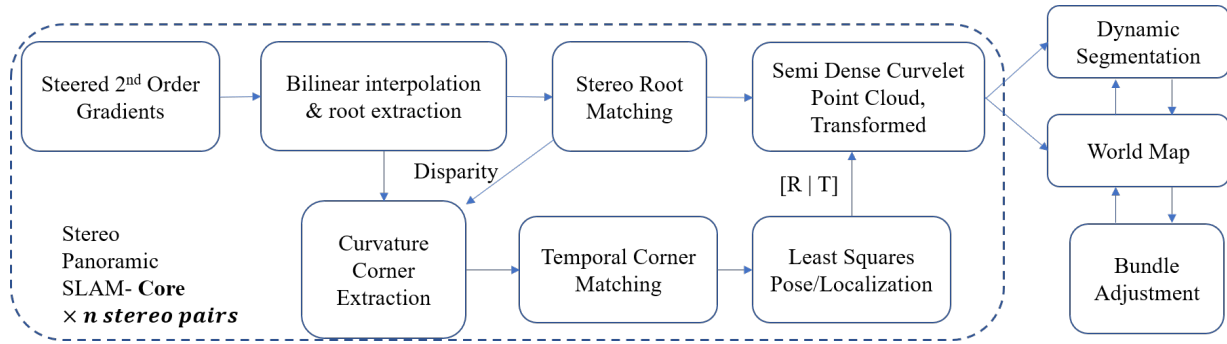 Steered 2nd Order
Gradients
Bilinear interpolation
& root extraction
Stereo Root
Matching
Semi Dense Curvelet
Point Cloud,
Transformed
Dynamic
Segmentation
World Map
Disparity
[R | T]
Stereo
Panoramic
SLAM- Core
× n stereo pairs
Curvature
Corner
Extraction
Temporal Corner
Matching
Least Squares
Pose/Localization
Bundle
Adjustment